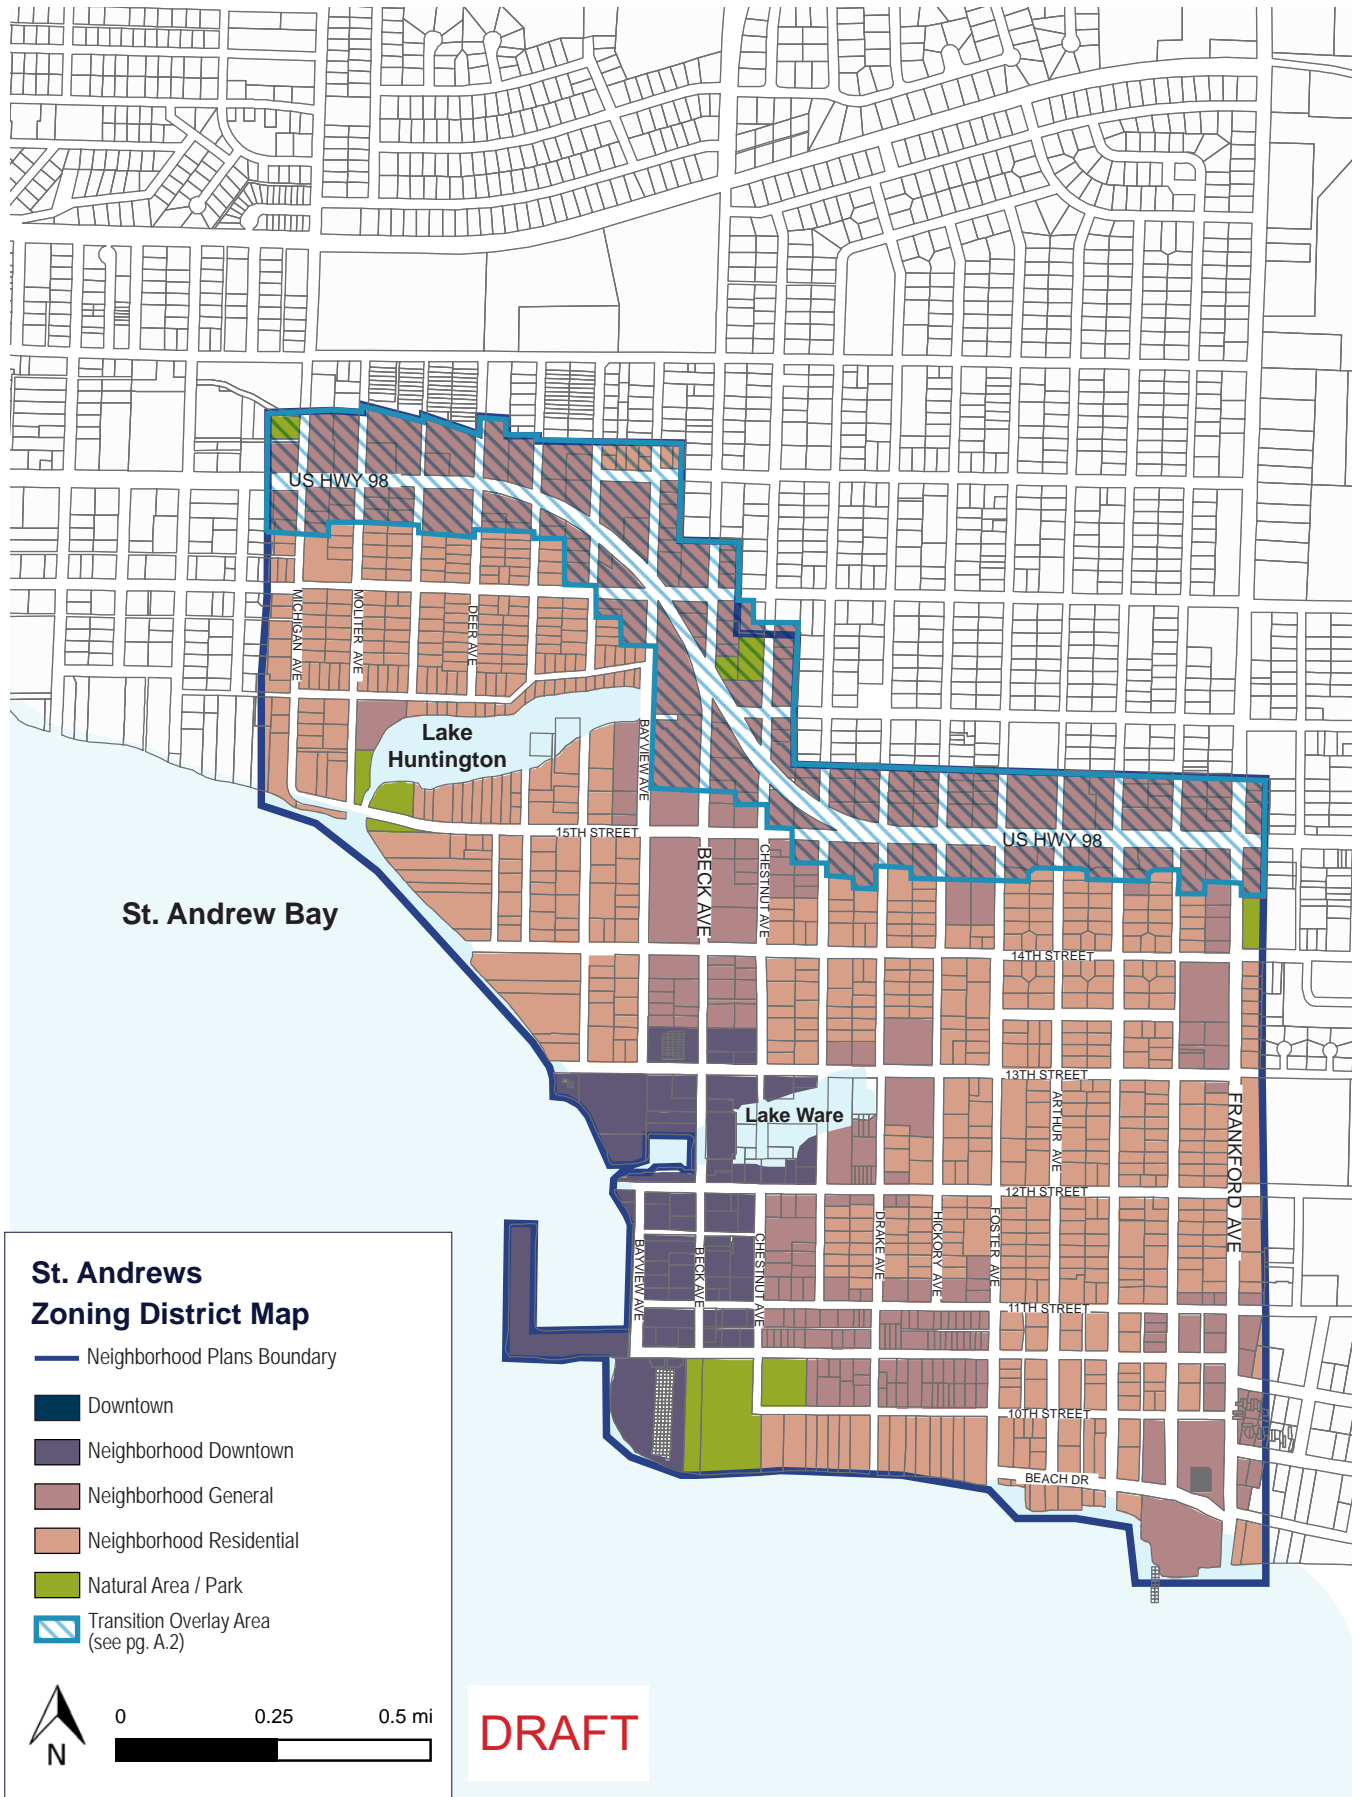 US HWY 98
MICHIGAN AVE
MOLITER AVE
DEER AVE
Lake
Huntington
BAYVIEW AVE
15TH STREET
US HWY 98
BECK AVE
CHESTNUT AVE
St. Andrew Bay
14TH STREET
13TH STREET
Lake Ware
ARTHUR AVE
FRANKFORD AVE
12TH STREET
BAYVIEW AVE
BECK AVE
CHESTNUT AVE
DRAKE AVE
HICKORY AVE
FOSTER AVE
11TH STREET
10TH STREET
BEACH DR
St. Andrews
Zoning District Map
Neighborhood Plans Boundary
Downtown
Neighborhood Downtown
Neighborhood General
Neighborhood Residential
Natural Area / Park
Transition Overlay Area
(see pg. A.2)
N
0 0.25 0.5 mi
DRAFT